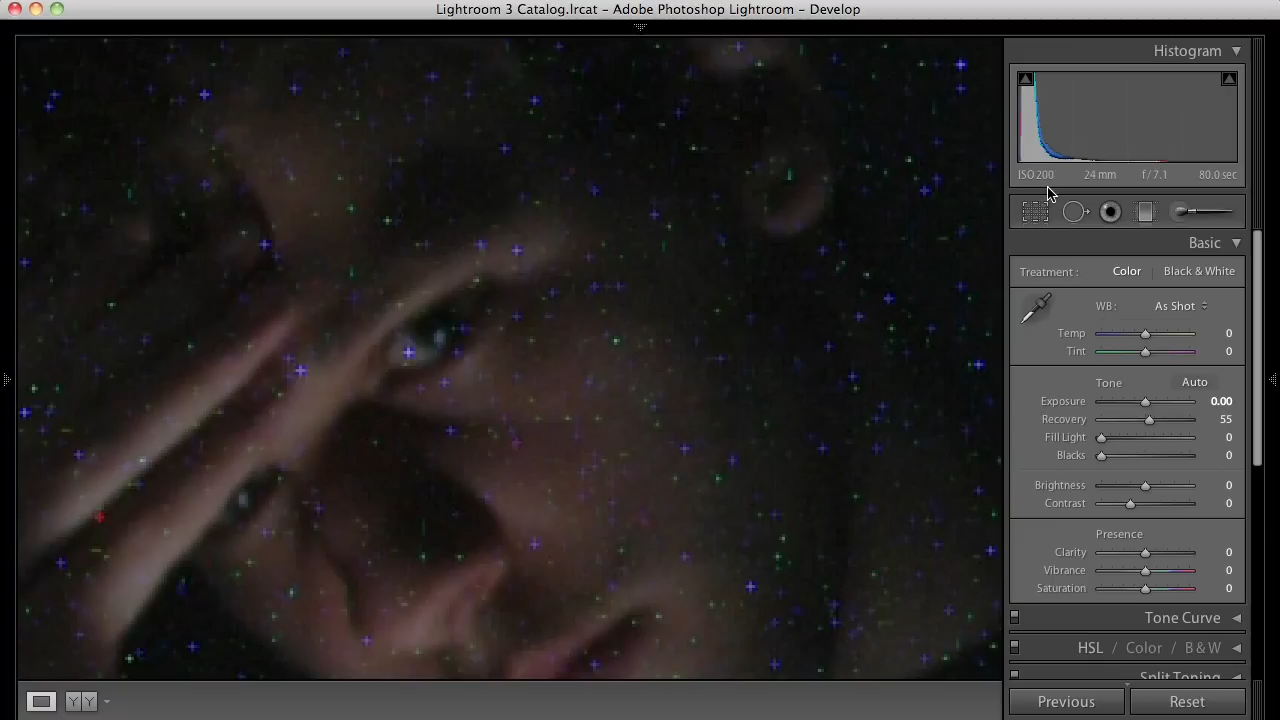 Lightroom 3 Catalog.lrcat – Adobe Photoshop Lightroom – Develop
Histogram
ISO 200 24 mm f / 7.1 80.0 sec
Basic
Treatment : Color Black & White
WB : As Shot
Temp 0
Tint 0
Tone Auto
Exposure 0.00
Recovery 55
Fill Light 0
Blacks 0
Brightness 0
Contrast 0
Presence
Clarity 0
Vibrance 0
Saturation 0
Tone Curve
HSL / Color / B & W
Split Toning
Y Y
Previous Reset